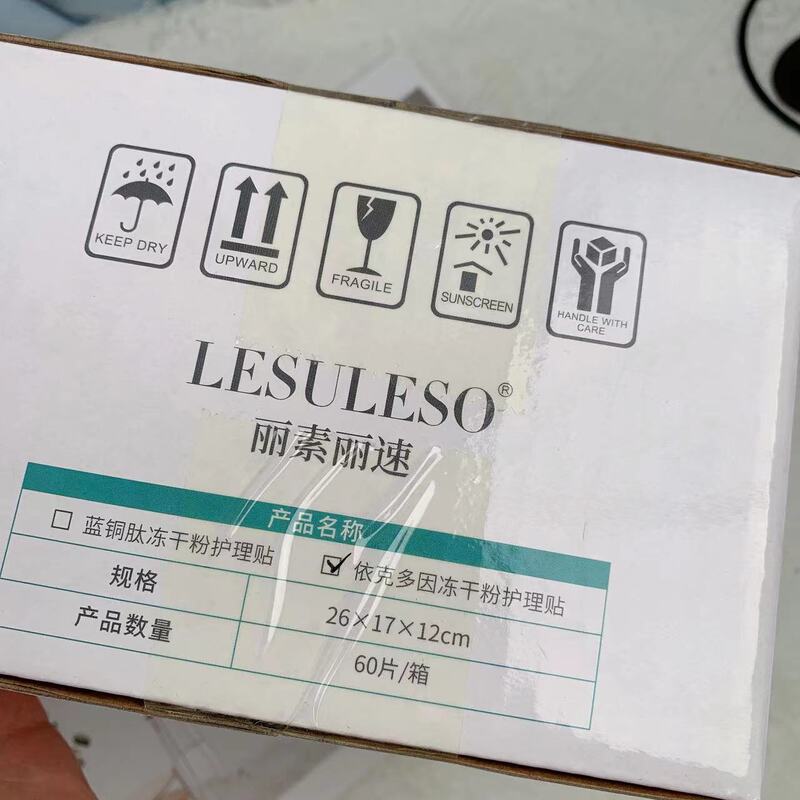 KEEP DRY
UPWARD
FRAGILE
SUNSCREEN
HANDLE WITH
CARE
LESULESO®
丽素丽速
产品名称
蓝铜肽冻干粉护理贴 依克多因冻干粉护理贴
规格 26×17×12cm
产品数量 60片/箱